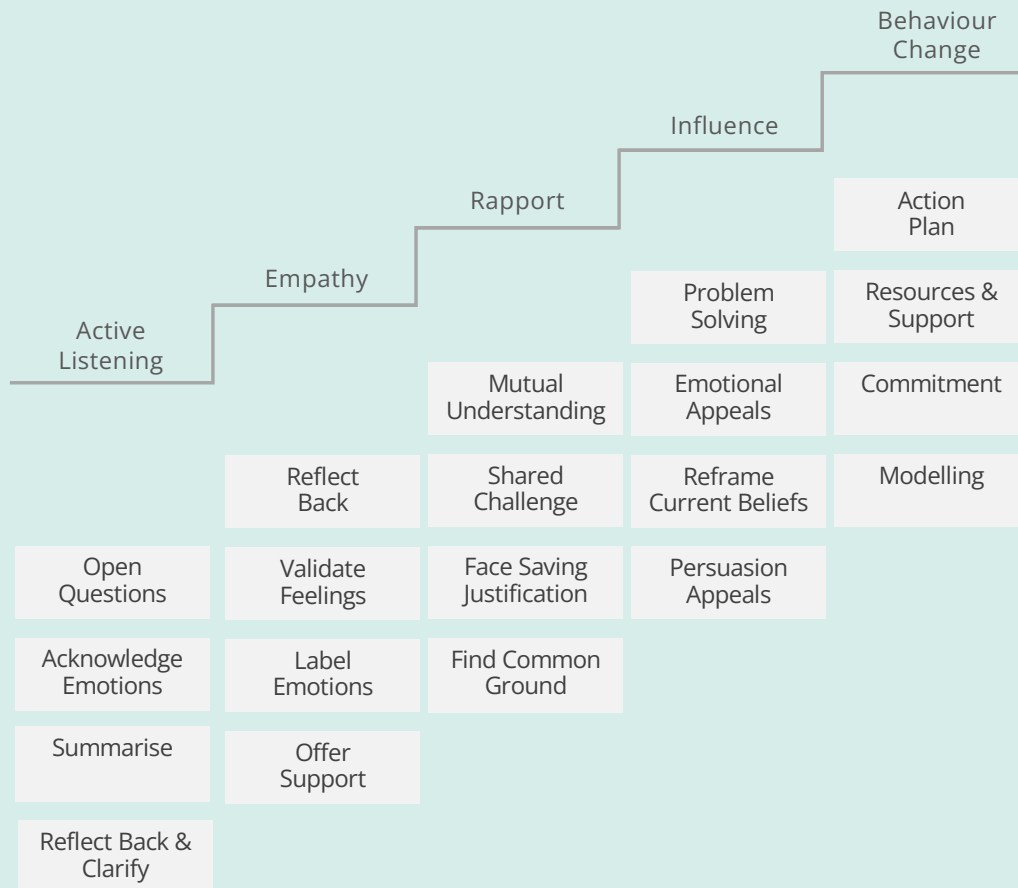 Behaviour
Change
Influence
Rapport
Empathy
Active
Listening
Action
Plan
Problem
Solving
Resources &
Support
Mutual
Understanding
Emotional
Appeals
Commitment
Reflect
Back
Shared
Challenge
Reframe
Current Beliefs
Modelling
Open
Questions
Validate
Feelings
Face Saving
Justification
Persuasion
Appeals
Acknowledge
Emotions
Label
Emotions
Find Common
Ground
Summarise
Offer
Support
Reflect Back &
Clarify